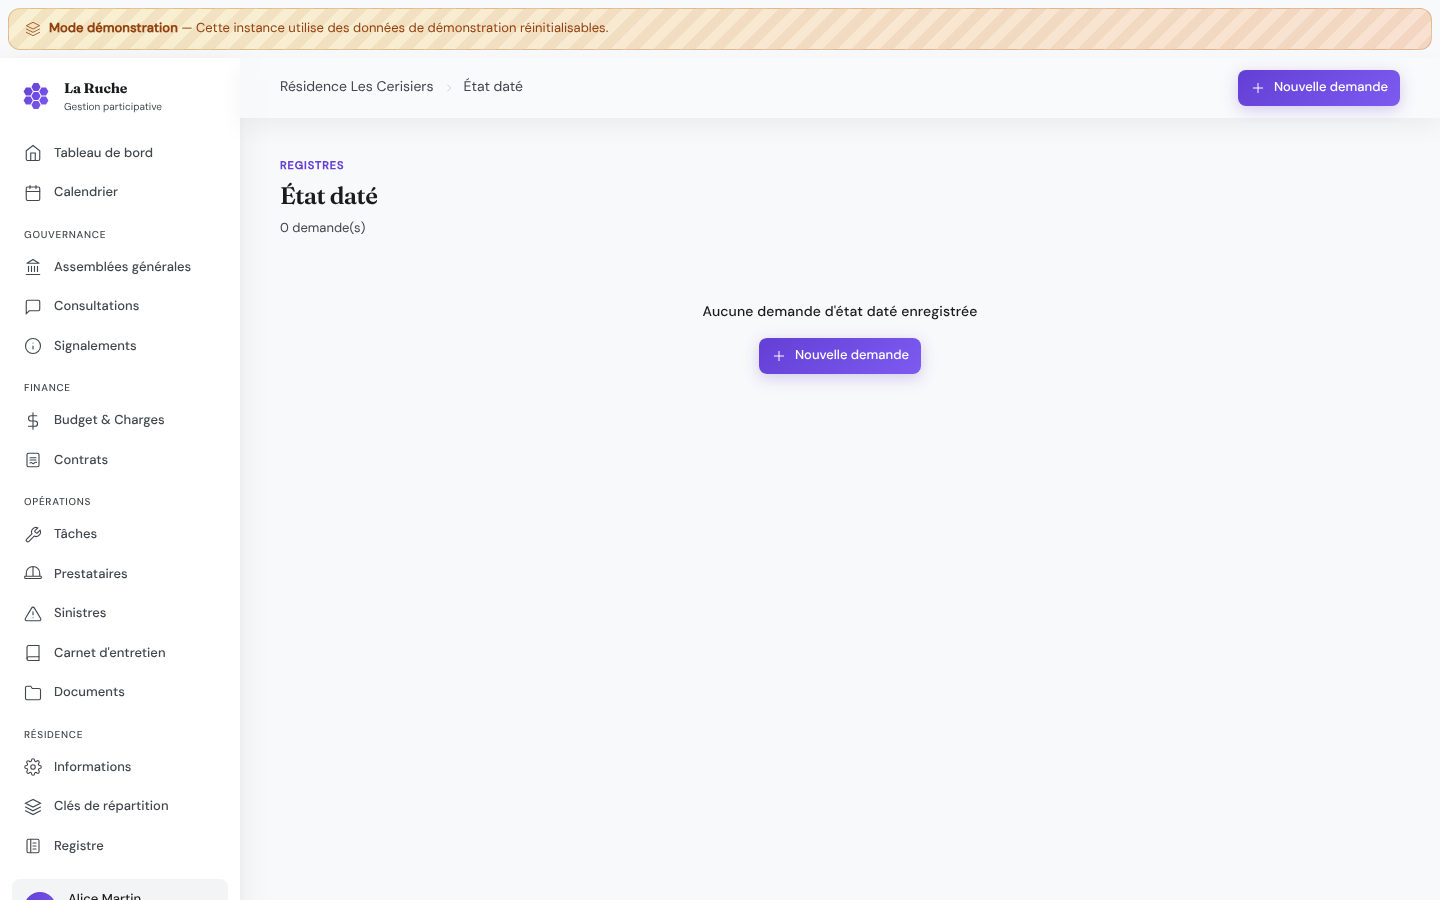 Mode démonstration — Cette instance utilise des données de démonstration réinitialisables.
La Ruche
Gestion participative
Tableau de bord
Calendrier
GOUVERNANCE
Assemblées générales
Consultations
Signalements
FINANCE
Budget & Charges
Contrats
OPÉRATIONS
Tâches
Prestataires
Sinistres
Carnet d'entretien
Documents
RÉSIDENCE
Informations
Clés de répartition
Registre
Alice Martin
Résidence Les Cerisiers
État daté
Nouvelle demande
REGISTRES
État daté
0 demande(s)
Aucune demande d'état daté enregistrée
Nouvelle demande